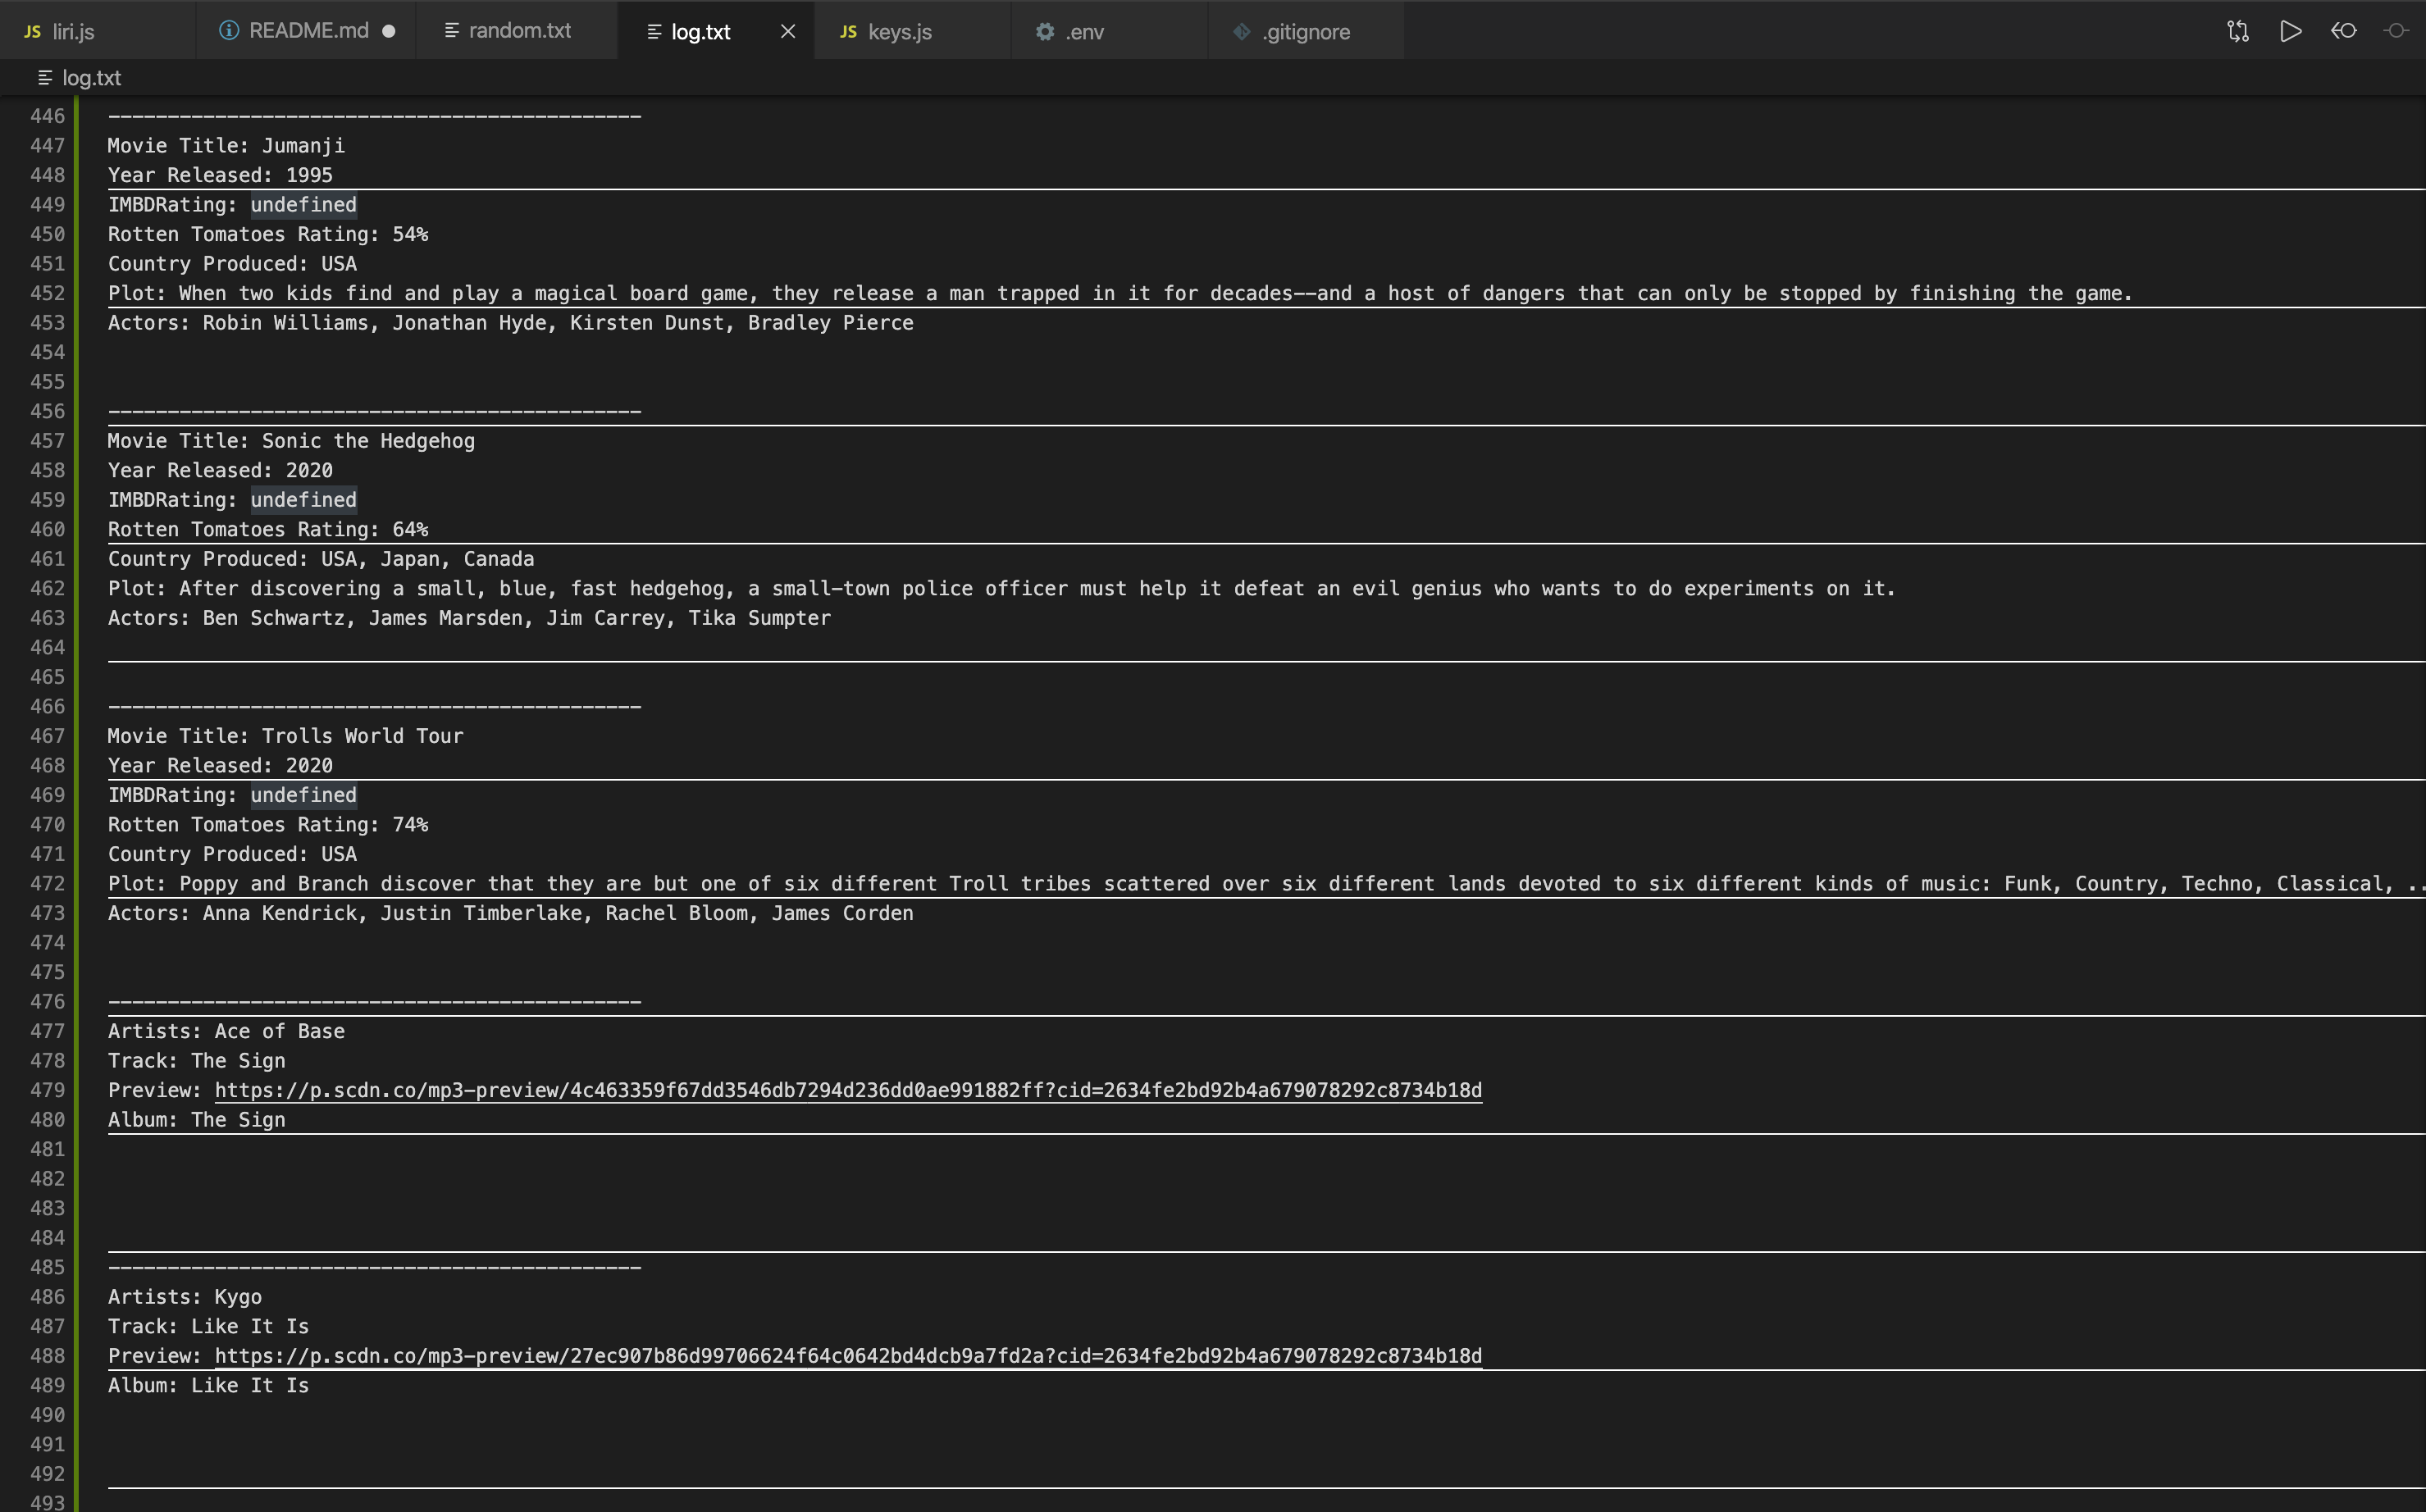 JS liri.js README.md random.txt log.txt JS keys.js .env .gitignore
log.txt
446 ---------------------------------------------
447 Movie Title: Jumanji
448 Year Released: 1995
449 IMBDRating: undefined
450 Rotten Tomatoes Rating: 54%
451 Country Produced: USA
452 Plot: When two kids find and play a magical board game, they release a man trapped in it for decades--and a host of dangers that can only be stopped by finishing the game.
453 Actors: Robin Williams, Jonathan Hyde, Kirsten Dunst, Bradley Pierce
454
455
456 ---------------------------------------------
457 Movie Title: Sonic the Hedgehog
458 Year Released: 2020
459 IMBDRating: undefined
460 Rotten Tomatoes Rating: 64%
461 Country Produced: USA, Japan, Canada
462 Plot: After discovering a small, blue, fast hedgehog, a small-town police officer must help it defeat an evil genius who wants to do experiments on it.
463 Actors: Ben Schwartz, James Marsden, Jim Carrey, Tika Sumpter
464
465
466 ---------------------------------------------
467 Movie Title: Trolls World Tour
468 Year Released: 2020
469 IMBDRating: undefined
470 Rotten Tomatoes Rating: 74%
471 Country Produced: USA
472 Plot: Poppy and Branch discover that they are but one of six different Troll tribes scattered over six different lands devoted to six different kinds of music: Funk, Country, Techno, Classical, ..
473 Actors: Anna Kendrick, Justin Timberlake, Rachel Bloom, James Corden
474
475
476 ---------------------------------------------
477 Artists: Ace of Base
478 Track: The Sign
479 Preview: https://p.scdn.co/mp3-preview/4c463359f67dd3546db7294d236dd0ae991882ff?cid=2634fe2bd92b4a679078292c8734b18d
480 Album: The Sign
481
482
483
484
485 ---------------------------------------------
486 Artists: Kygo
487 Track: Like It Is
488 Preview: https://p.scdn.co/mp3-preview/27ec907b86d99706624f64c0642bd4dcb9a7fd2a?cid=2634fe2bd92b4a679078292c8734b18d
489 Album: Like It Is
490
491
492
493